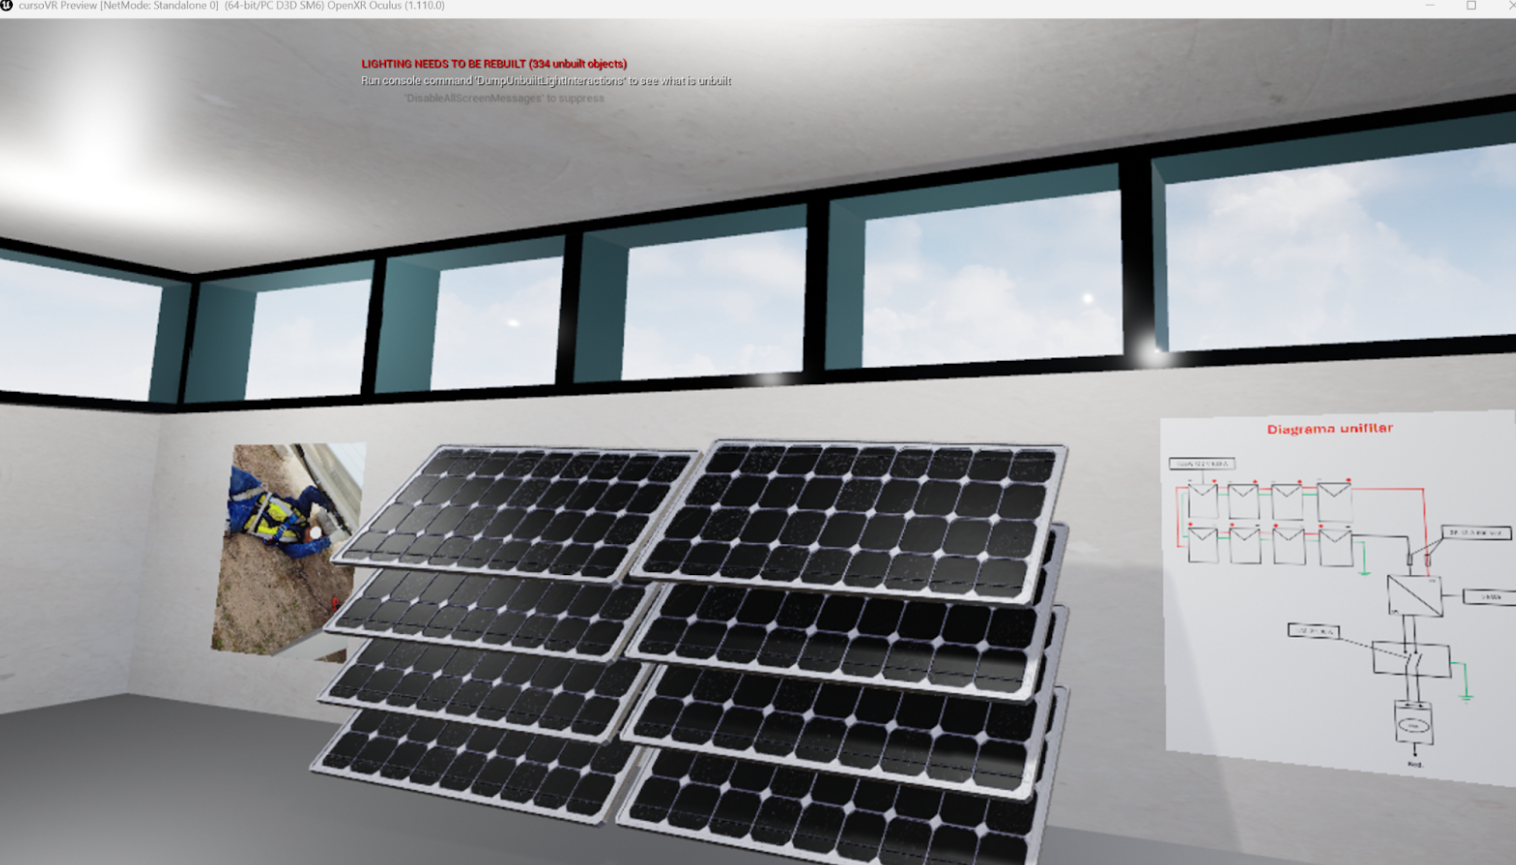 cursoVR Preview [NetMode: Standalone 0] (64-bit/PC D3D SM6) OpenXR Oculus (1.110.0)
LIGHTING NEEDS TO BE REBUILT (334 unbuilt objects)
Run console command 'DumpUnbuiltLightInteractions' to see what is unbuilt
'DisableAllScreenMessages' to suppress
Diagrama unifilar
Red.